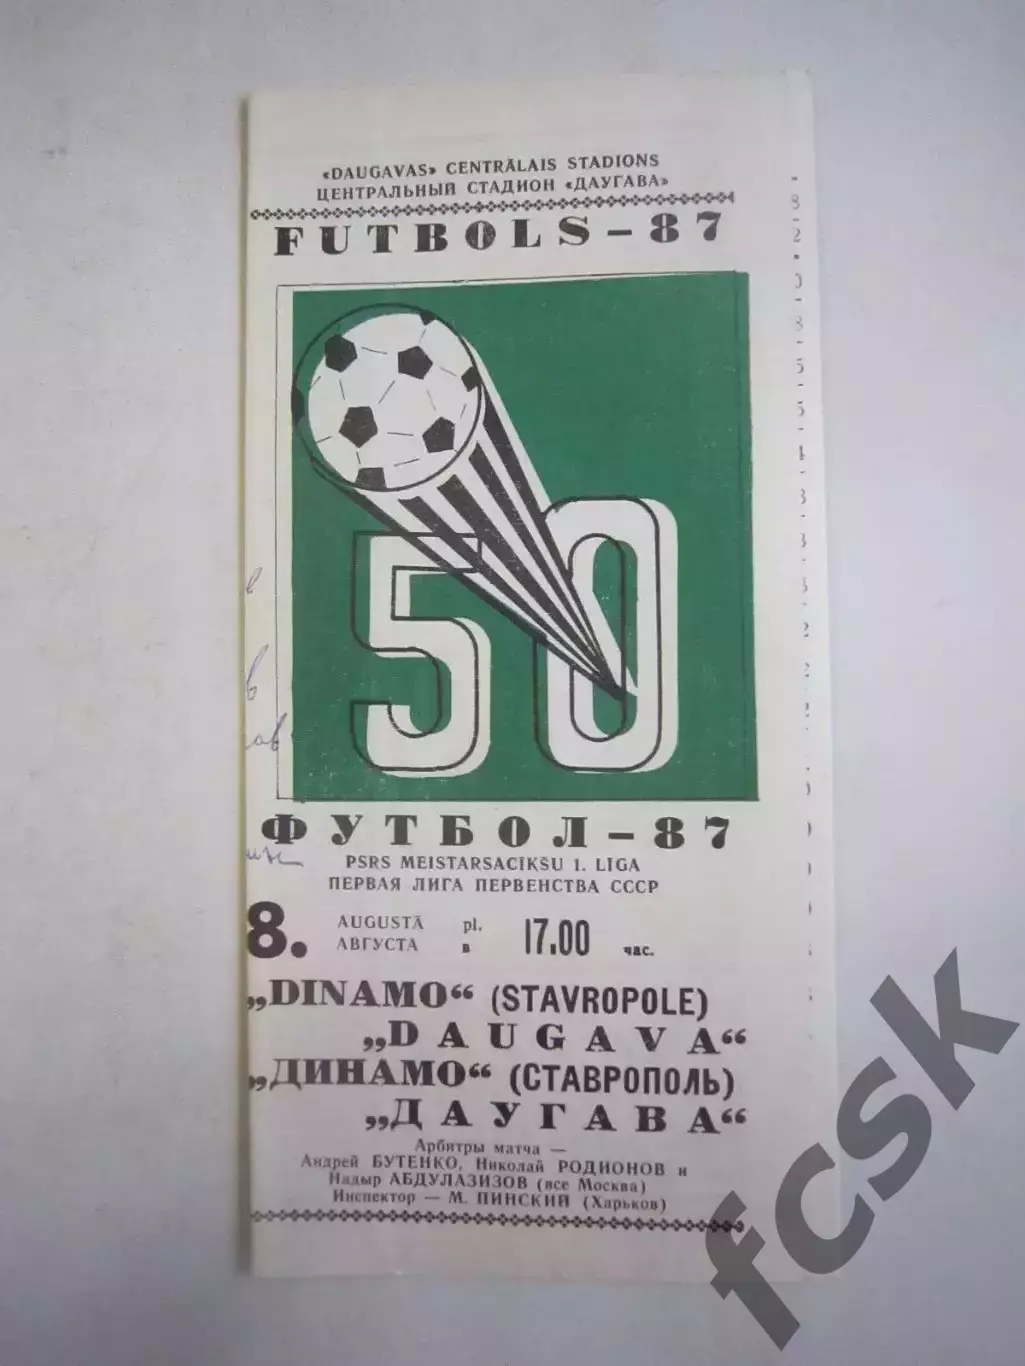 «DAUGAVAS» CENTRĀLAIS STADIONS
ЦЕНТРАЛЬНЫЙ СТАДИОН «ДАУГАВА»
FUTBOLS - 87
50
ФУТБОЛ - 87
PSRS MEISTARSACIKSU 1. LIGA
ПЕРВАЯ ЛИГА ПЕРВЕНСТВА СССР
8. AUGUSTĀ pl. 17.00
АВГУСТА в час.
„DINAMO“ (STAVROPOLE)
„DAUGAVA“
„ДИНАМО“ (СТАВРОПОЛЬ)
„ДАУГАВА“
Арбитры матча —
Андрей БУТЕНКО, Николай РОДИОНОВ и
Надыр АБДУЛАЗИЗОВ (все Москва)
Инспектор — М. ПИНСКИЙ (Харьков)
fcsk